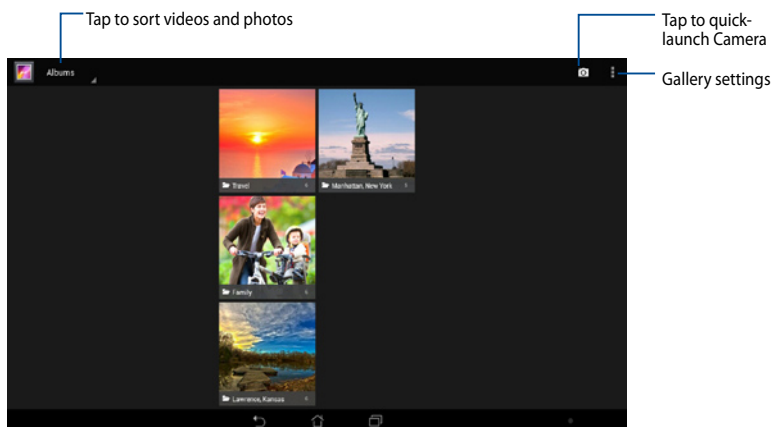 Tap to sort videos and photos
Tap to quick-
launch Camera
Gallery settings
Albums
Travel
Manhattan, New York
Family
Lawrence, Kansas